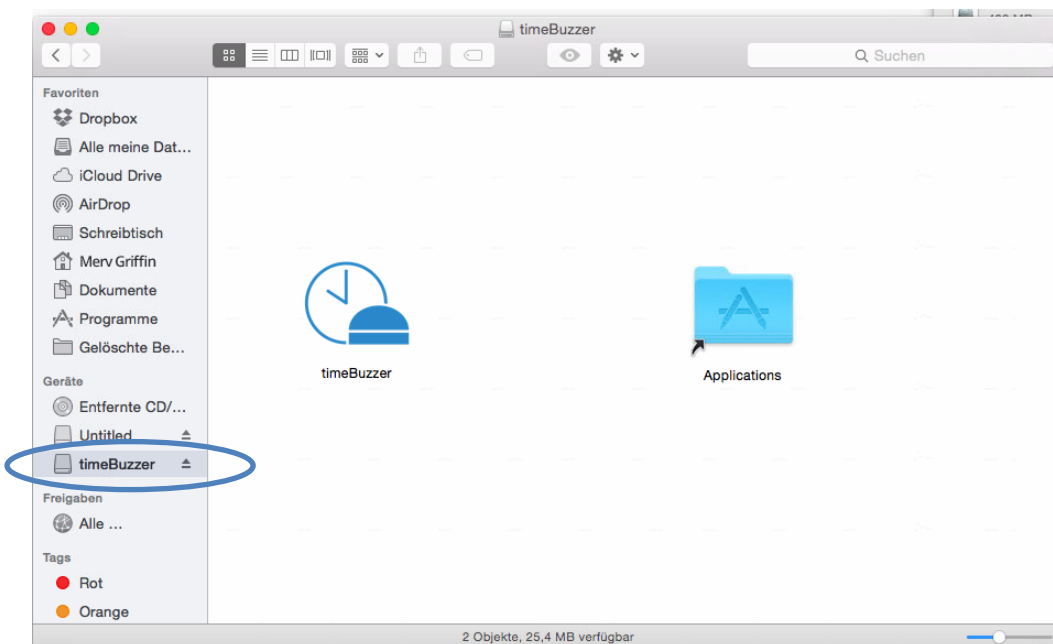 timeBuzzer
Suchen
Favoriten
Dropbox
Alle meine Dat...
iCloud Drive
AirDrop
Schreibtisch
Merv Griffin
Dokumente
Programme
Gelöschte Be...
Geräte
Entfernte CD/...
Untitled
timeBuzzer
Freigaben
Alle ...
Tags
Rot
Orange
timeBuzzer
Applications
2 Objekte, 25,4 MB verfügbar